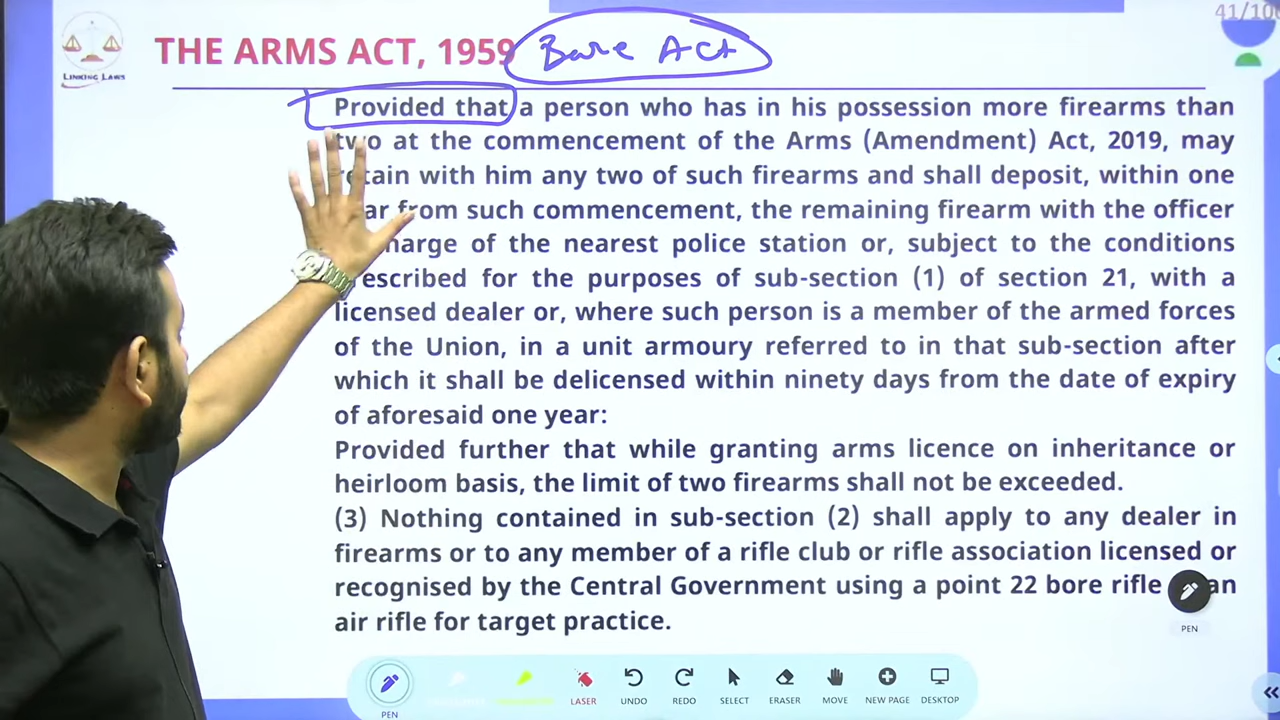 41/10
LINKING LAWS
THE ARMS ACT, 1959 Bare Act
Provided that a person who has in his possession more firearms than
two at the commencement of the Arms (Amendment) Act, 2019, may
retain with him any two of such firearms and shall deposit, within one
from such commencement, the remaining firearm with the officer
of the nearest police station or, subject to the conditions
prescribed for the purposes of sub-section (1) of section 21, with a
licensed dealer or, where such person is a member of the armed forces
of the Union, in a unit armoury referred to in that sub-section after
which it shall be delicensed within ninety days from the date of expiry
of aforesaid one year:
Provided further that while granting arms licence on inheritance or
heirloom basis, the limit of two firearms shall not be exceeded.
(3) Nothing contained in sub-section (2) shall apply to any dealer in
firearms or to any member of a rifle club or rifle association licensed or
recognised by the Central Government using a point 22 bore rifle an
air rifle for target practice.
PEN
PEN LASER UNDO REDO SELECT ERASER MOVE NEW PAGE DESKTOP